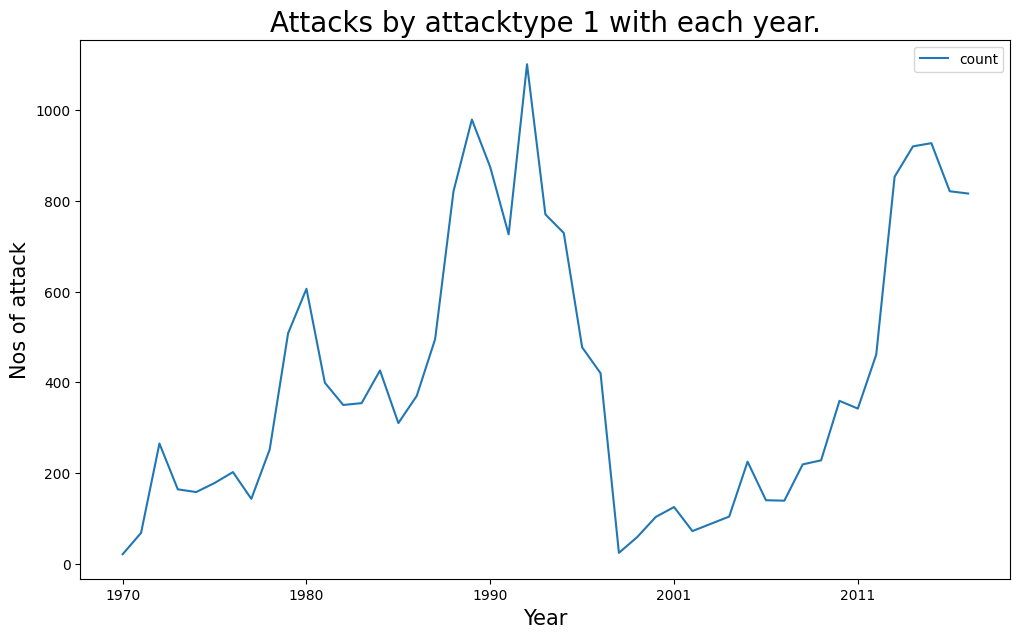 Attacks by attacktype 1 with each year.
count
1000
800
600
400
200
0
Nos of attack
1970 1980 1990 2001 2011
Year